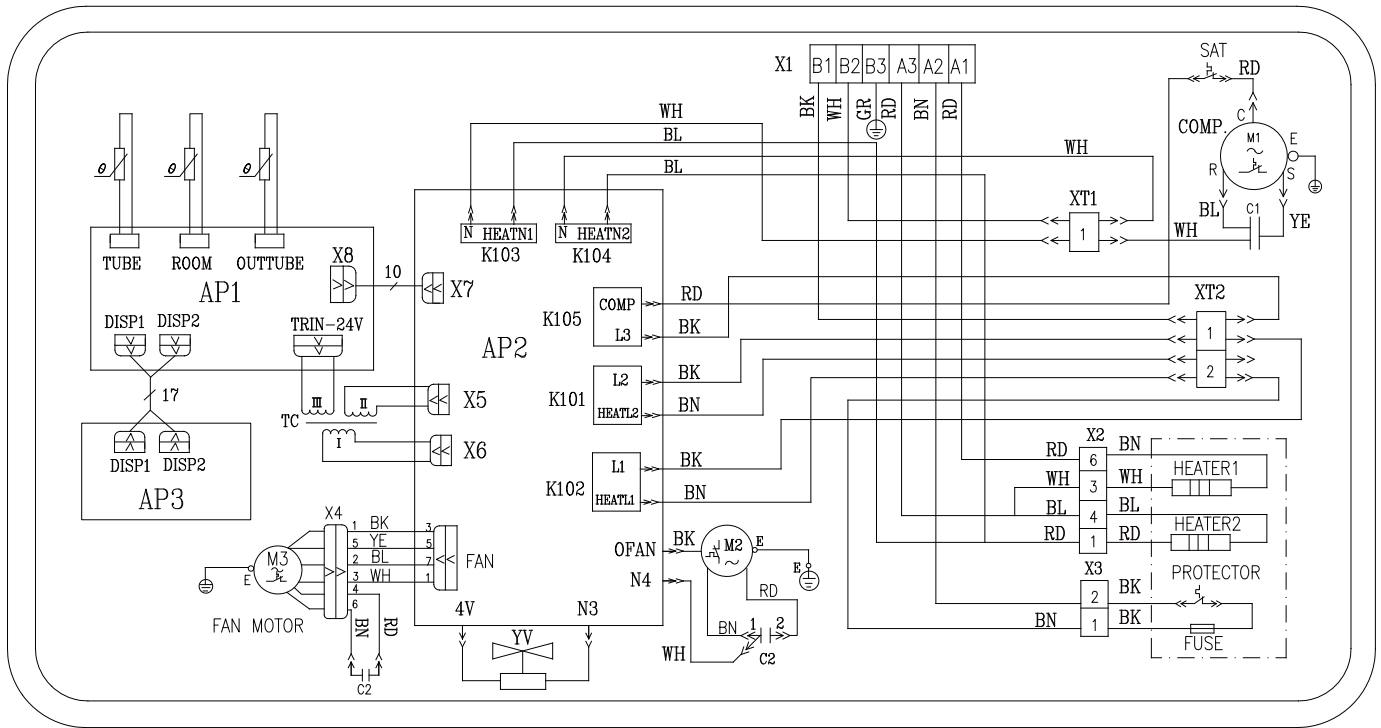 X1 B1 B2 B3 A3 A2 A1
BK WH GR RD BN RD
SAT
RD
C
COMP.
M1
E
R
S
BL
C1
YE
WH
BL
WH
BL
XT1
1
WH
θ θ θ
TUBE ROOM OUTTUBE
AP1
X8
10
X7
DISP1 DISP2
TRIN-24V
17
DISP1 DISP2
AP3
TC
III
II
I
X5
X6
AP2
N HEATN1
K103
N HEATN2
K104
K105
COMP
L3
RD
BK
K101
L2
HEATL2
BK
BN
K102
L1
HEATL1
BK
BN
XT2
1
2
X4
1 BK 3
5 YE 5
2 BL 7
3 WH 1
4
6
FAN
M3
E
FAN MOTOR
BN
RD
C2
4V
N3
YV
OFAN
N4
BK
M2
E
E
RD
BN
1 2
C2
WH
X2
RD 6 BN
WH 3 WH
BL 4 BL
RD 1 RD
HEATER1
HEATER2
X3
2 BK
BN 1 BK
PROTECTOR
FUSE